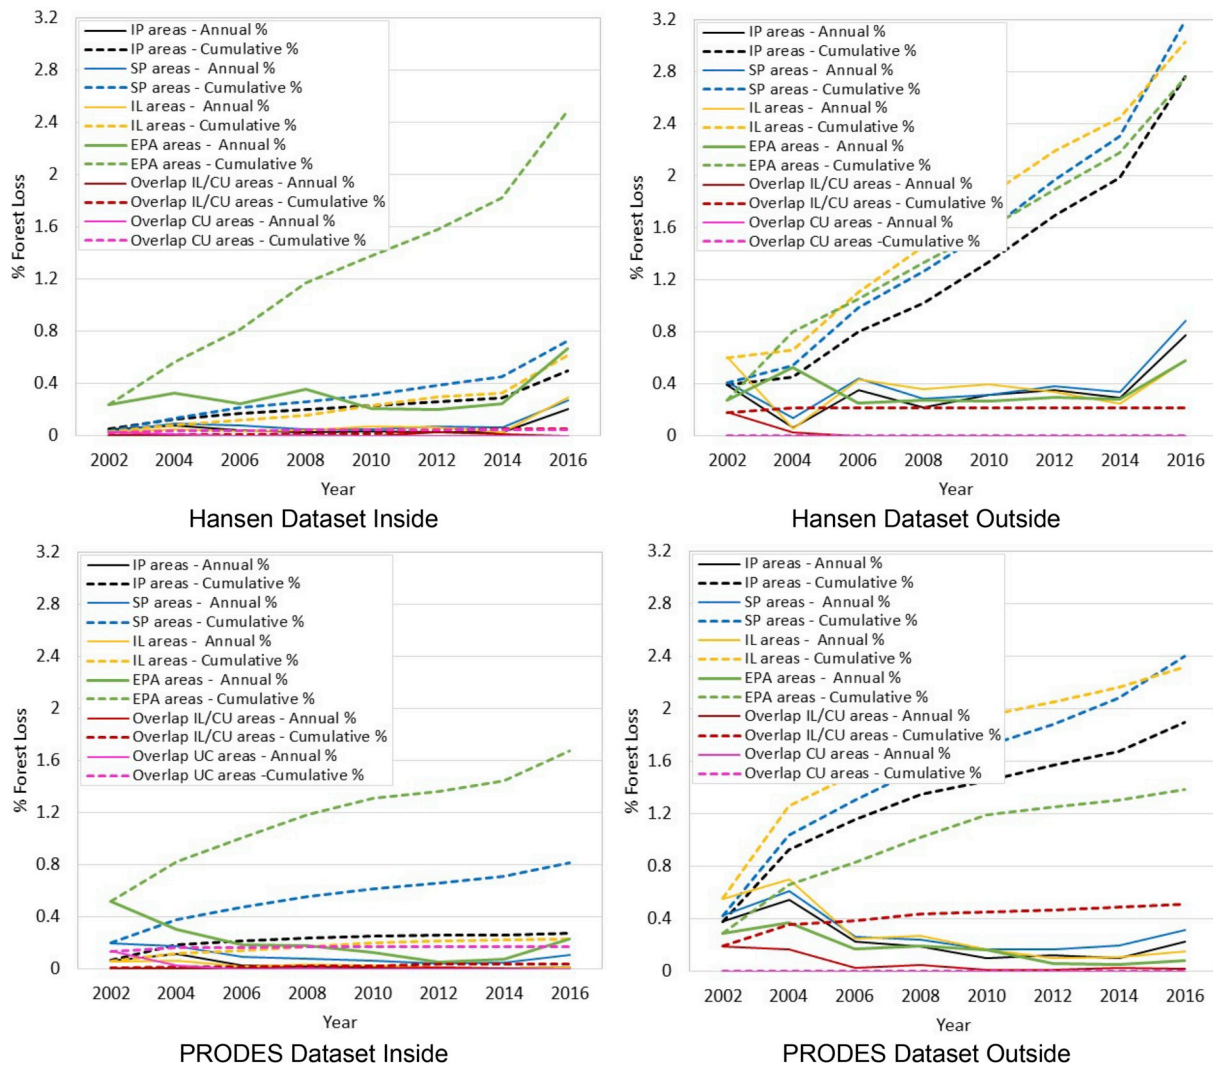 3.2
2.8
2.4
2
1.6
1.2
0.8
0.4
0
% Forest Loss
IP areas - Annual %
IP areas - Cumulative %
SP areas -  Annual %
SP areas - Cumulative %
IL areas - Annual %
IL areas - Cumulative %
EPA areas - Annual %
EPA areas - Cumulative %
Overlap IL/CU areas - Annual %
Overlap IL/CU areas - Cumulative %
Overlap CU areas - Annual %
Overlap CU areas - Cumulative %
2002 2004 2006 2008 2010 2012 2014 2016
Year
Hansen Dataset Inside
3.2
2.8
2.4
2
1.6
1.2
0.8
0.4
0
% Forest Loss
IP areas - Annual %
IP areas - Cumulative %
SP areas -  Annual %
SP areas - Cumulative %
IL areas - Annual %
IL areas - Cumulative %
EPA areas - Annual %
EPA areas - Cumulative %
Overlap IL/CU areas - Annual %
Overlap IL/CU areas - Cumulative %
Overlap CU areas - Annual %
Overlap CU areas -Cumulative %
2002 2004 2006 2008 2010 2012 2014 2016
Year
Hansen Dataset Outside
3.2
2.8
2.4
2
1.6
1.2
0.8
0.4
0
% Forest Loss
IP areas - Annual %
IP areas - Cumulative %
SP areas -  Annual %
SP areas - Cumulative %
IL areas - Annual %
IL areas - Cumulative %
EPA areas - Annual %
EPA areas - Cumulative %
Overlap IL/CU areas - Annual %
Overlap IL/CU areas - Cumulative %
Overlap UC areas - Annual %
Overlap UC areas -Cumulative %
2002 2004 2006 2008 2010 2012 2014 2016
Year
PRODES Dataset Inside
3.2
2.8
2.4
2
1.6
1.2
0.8
0.4
0
% Forest Loss
IP areas - Annual %
IP areas - Cumulative %
SP areas -  Annual %
SP areas - Cumulative %
IL areas - Annual %
IL areas - Cumulative %
EPA areas - Annual %
EPA areas - Cumulative %
Overlap IL/CU areas - Annual %
Overlap IL/CU areas - Cumulative %
Overlap CU areas - Annual %
Overlap CU areas - Cumulative %
2002 2004 2006 2008 2010 2012 2014 2016
Year
PRODES Dataset Outside